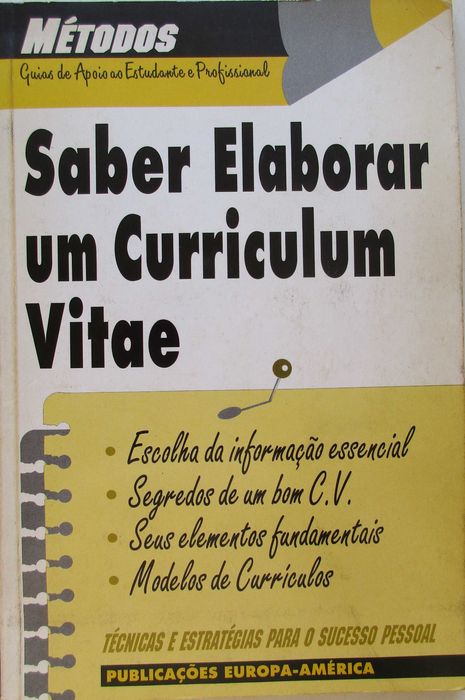 MÉTODOS
Guias de Apoio ao Estudante e Profissional
Saber Elaborar
um Curriculum
Vitae
• Escolha da informação essencial
• Segredos de um bom C.V.
• Seus elementos fundamentais
• Modelos de Currículos
TÉCNICAS E ESTRATÉGIAS PARA O SUCESSO PESSOAL
PUBLICAÇÕES EUROPA-AMÉRICA